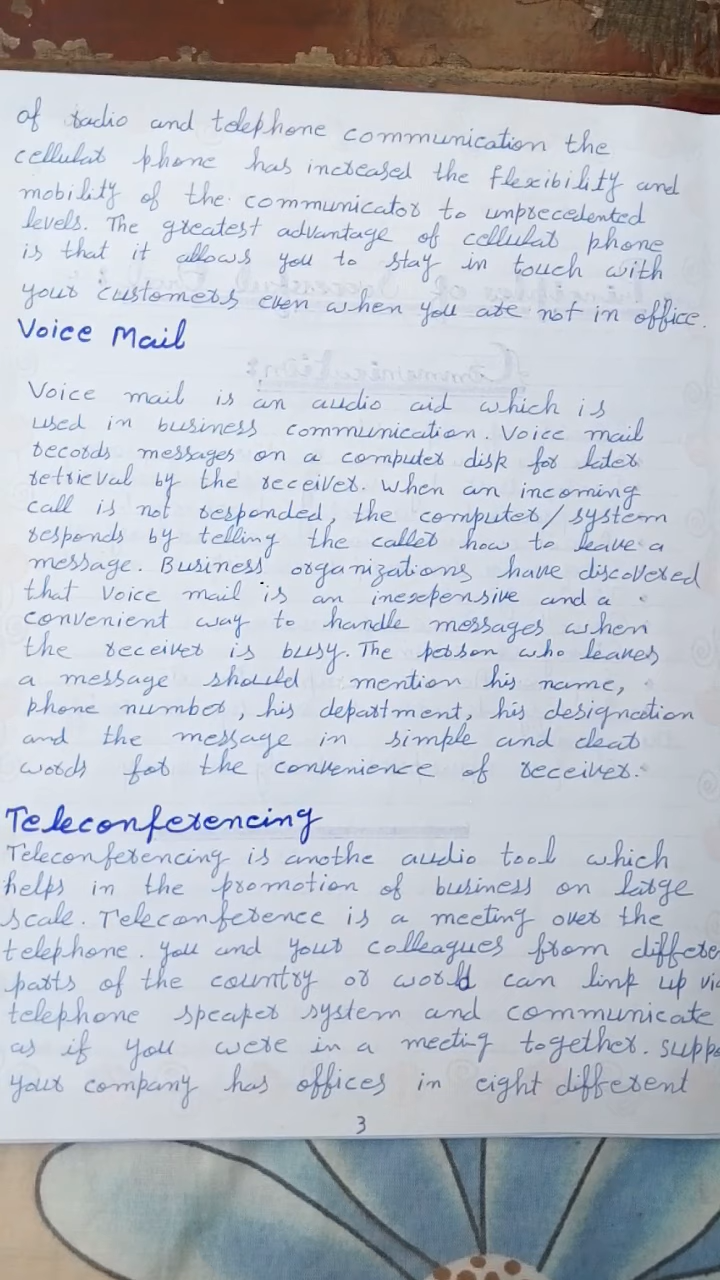 of radio and telephone communication the
cellular phone has increased the flexibility and
mobility of the communicator to unprecedented
levels. The greatest advantage of cellular phone
is that it allows you to stay in touch with
your customers even when you are not in office.
Voice Mail
Voice mail is an audio aid which is
used in business communication. Voice mail
records messages on a computer disk for later
retrieval by the receiver. When an incoming
call is not responded, the computer/system
responds by telling the caller how to leave a
message. Business organizations have discovered
that Voice mail is an inexepensive and a
convenient way to handle messages when
the receiver is busy. The person who leaves
a message should mention his name,
phone number, his department, his designation
and the message in simple and clear
words for the convenience of receiver.
Teleconferencing
Teleconferencing is anothe audio tool which
helps in the promotion of business on large
scale. Teleconference is a meeting over the
telephone. you and your colleagues from differe
parts of the country or world can link up via
telephone speaper system and communicate
as if you were in a meeting together. Suppo
your company has offices in eight different
3